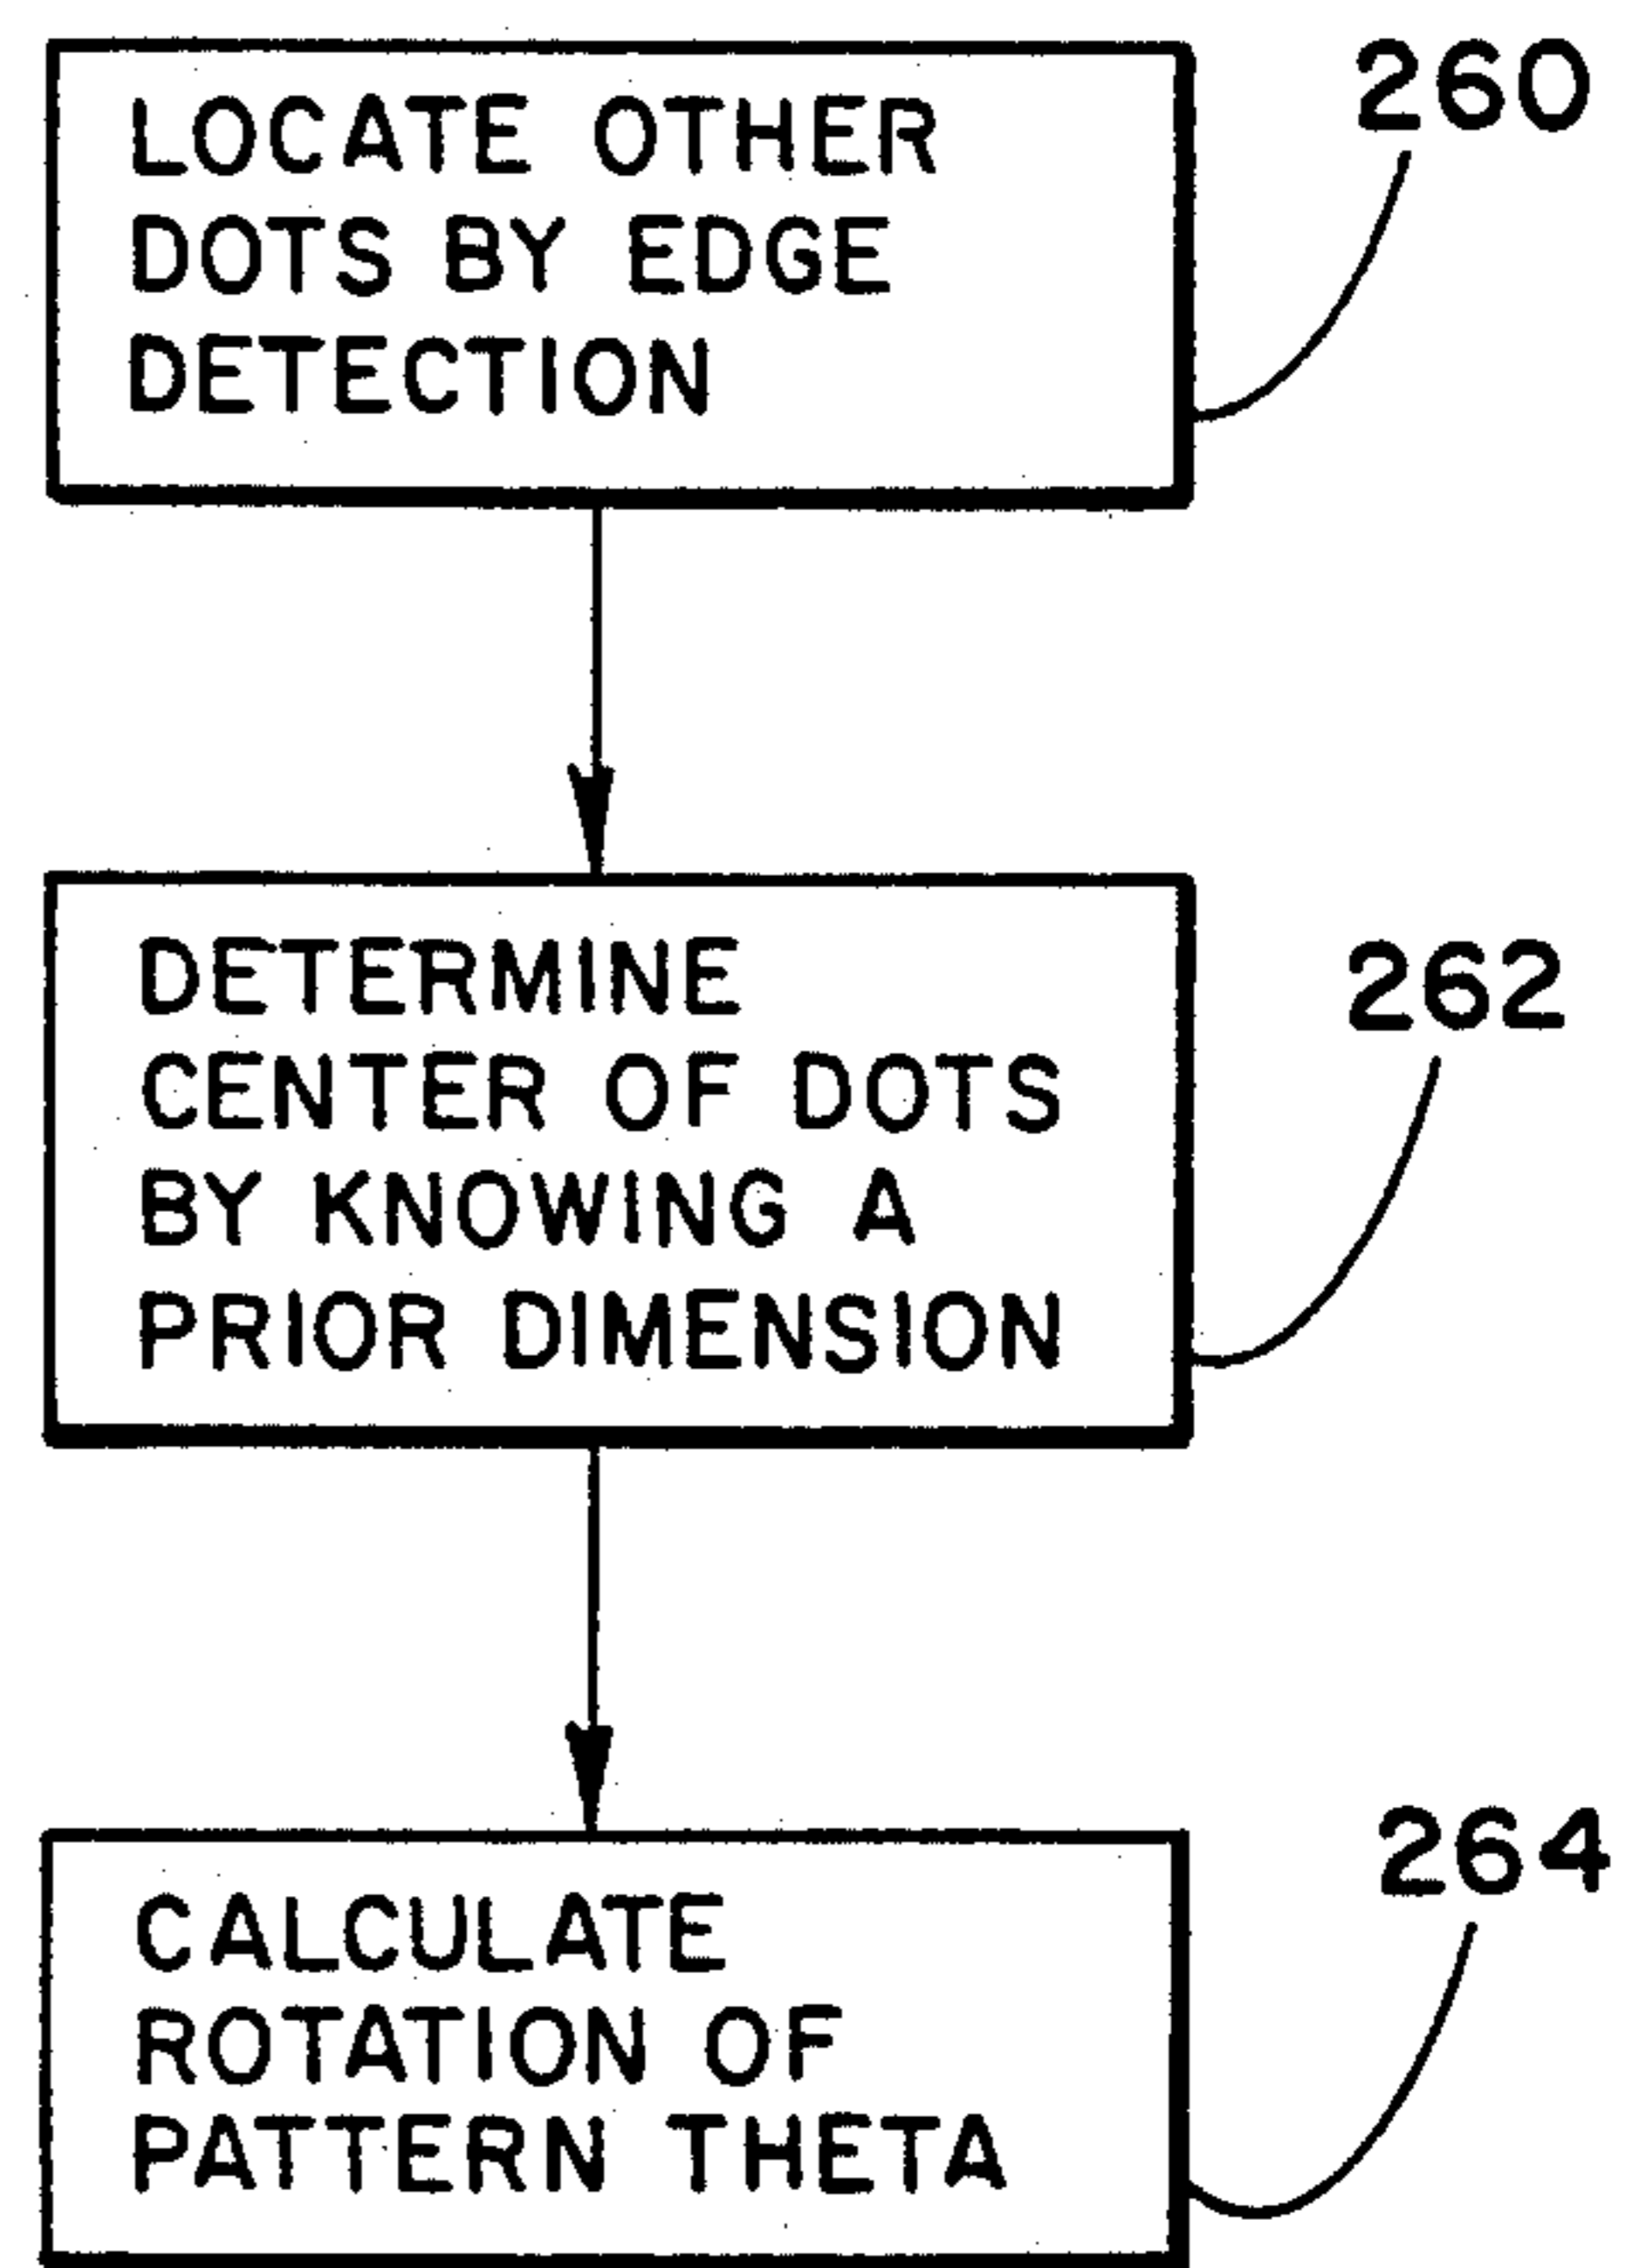 LOCATE OTHER
DOTS BY EDGE
DETECTION
260
DETERMINE
CENTER OF DOTS
BY KNOWING A
PRIOR DIMENSION
262
CALCULATE
ROTATION OF
PATTERN THETA
264